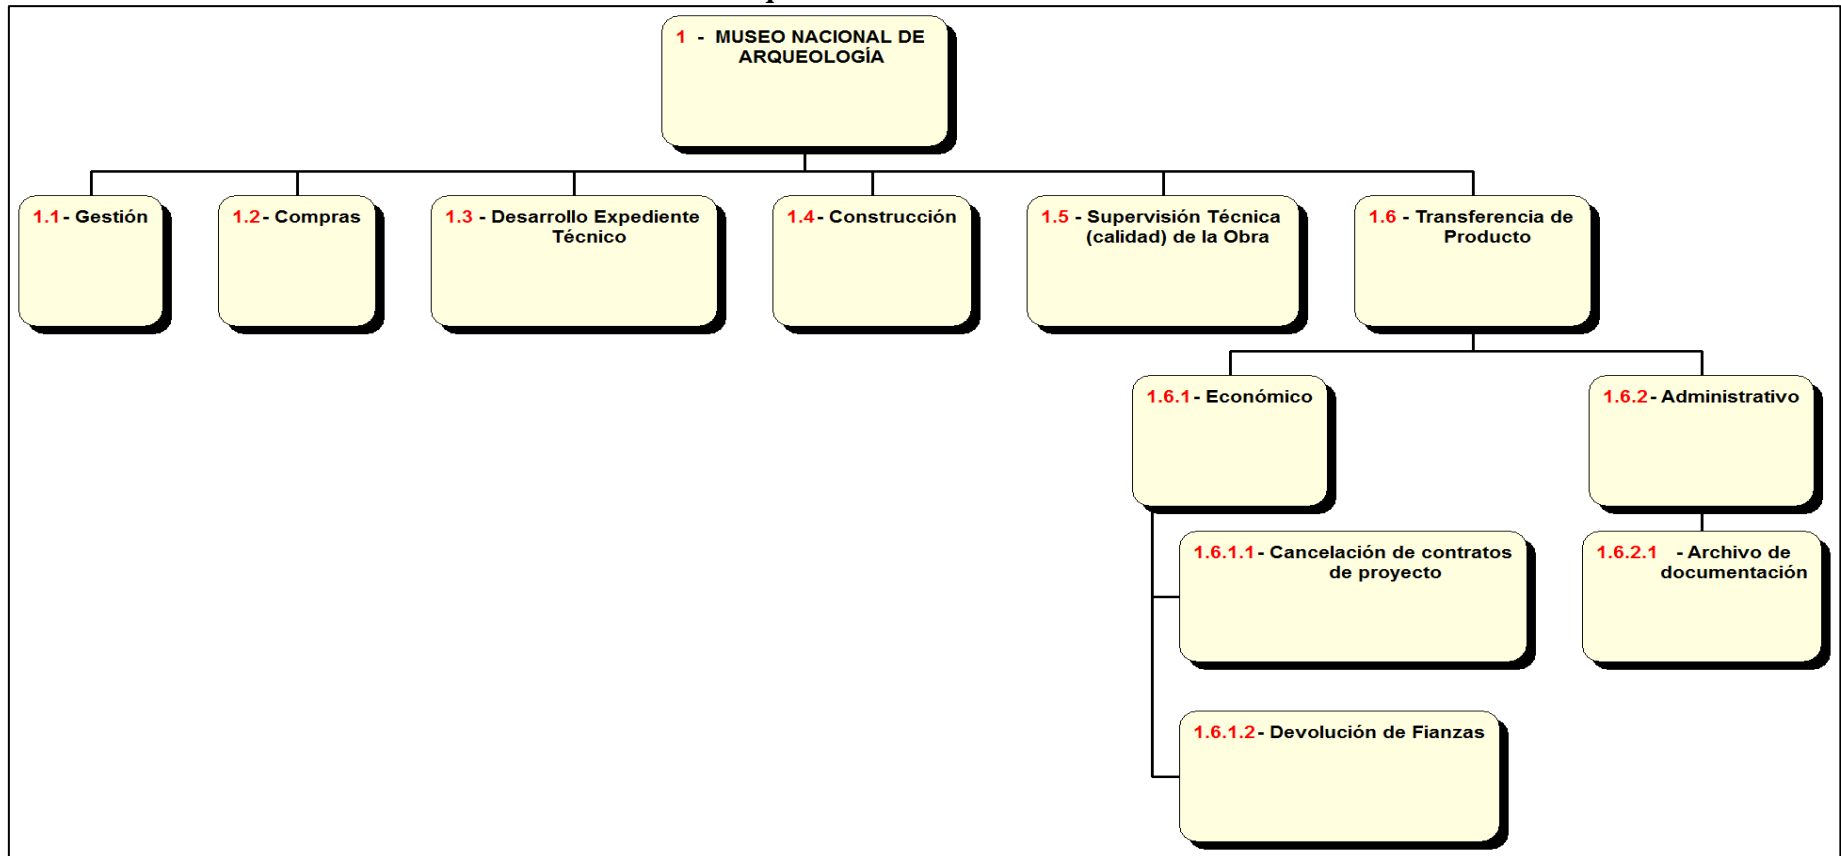 1 - MUSEO NACIONAL DE
ARQUEOLOGÍA
1.1 - Gestión
1.2 - Compras
1.3 - Desarrollo Expediente
Técnico
1.4 - Construcción
1.5 - Supervisión Técnica
(calidad) de la Obra
1.6 - Transferencia de
Producto
1.6.1 - Económico
1.6.2 - Administrativo
1.6.1.1 - Cancelación de contratos
de proyecto
1.6.2.1 - Archivo de
documentación
1.6.1.2 - Devolución de Fianzas